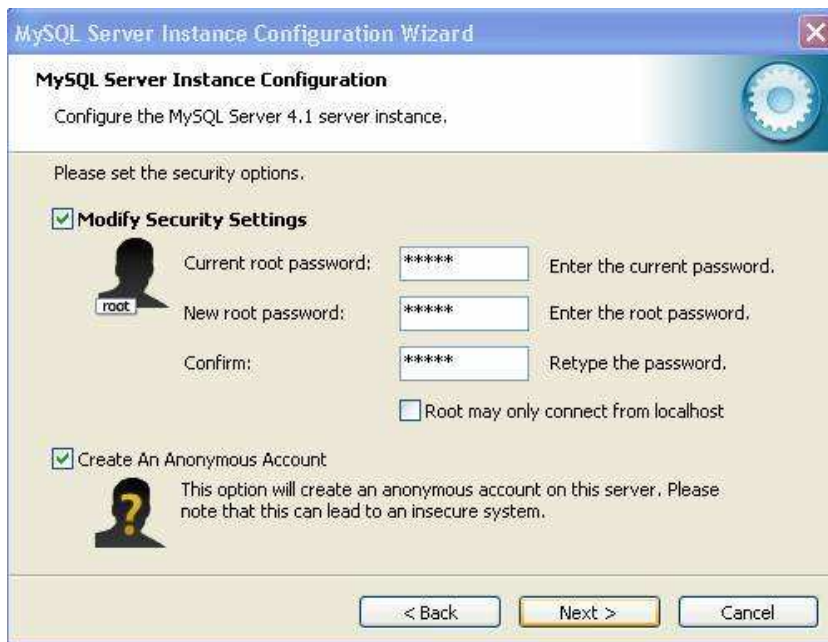 MySQL Server Instance Configuration Wizard
MySQL Server Instance Configuration
Configure the MySQL Server 4.1 server instance.
Please set the security options.
Modify Security Settings
root
Current root password: ***** Enter the current password.
New root password: ***** Enter the root password.
Confirm: ***** Retype the password.
Root may only connect from localhost
Create An Anonymous Account
?
This option will create an anonymous account on this server. Please
note that this can lead to an insecure system.
< Back Next > Cancel